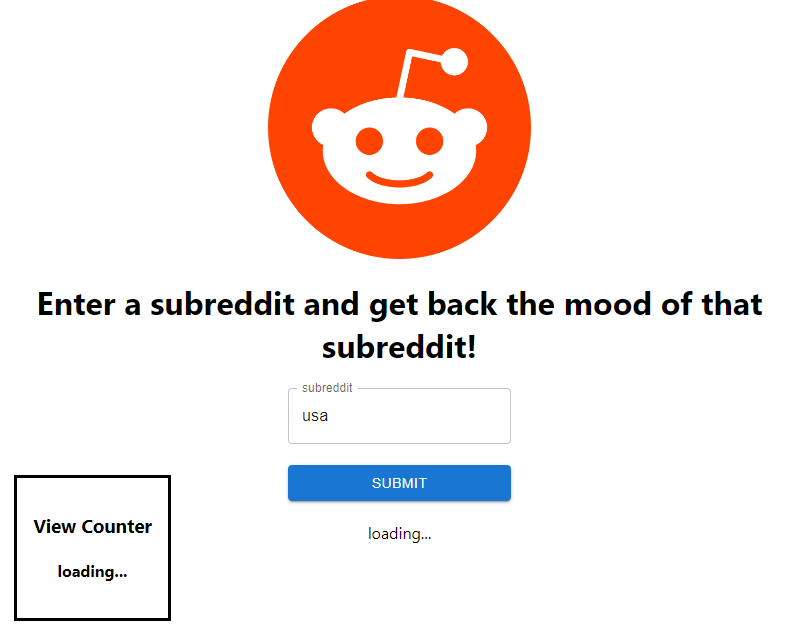 Enter a subreddit and get back the mood of that
subreddit!
subreddit
usa
SUBMIT
loading...
View Counter
loading...